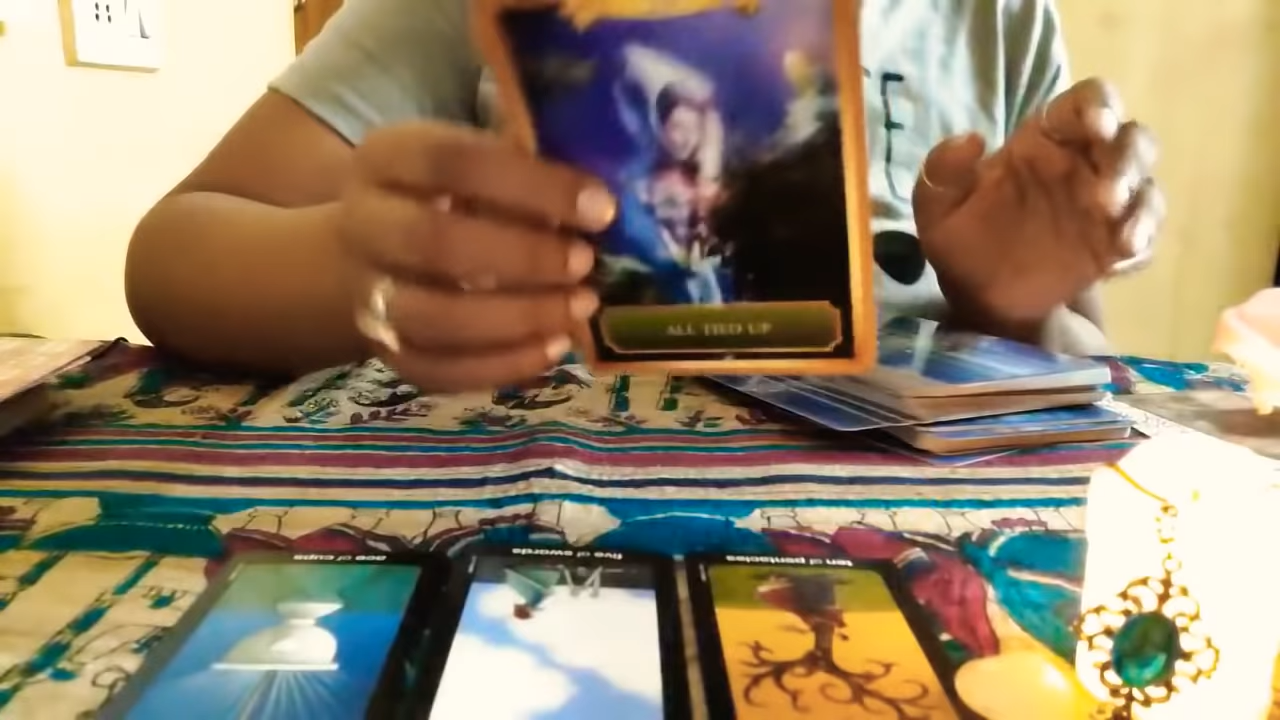 ALL TIED UP
ace of cups
five of swords
ten of pentacles